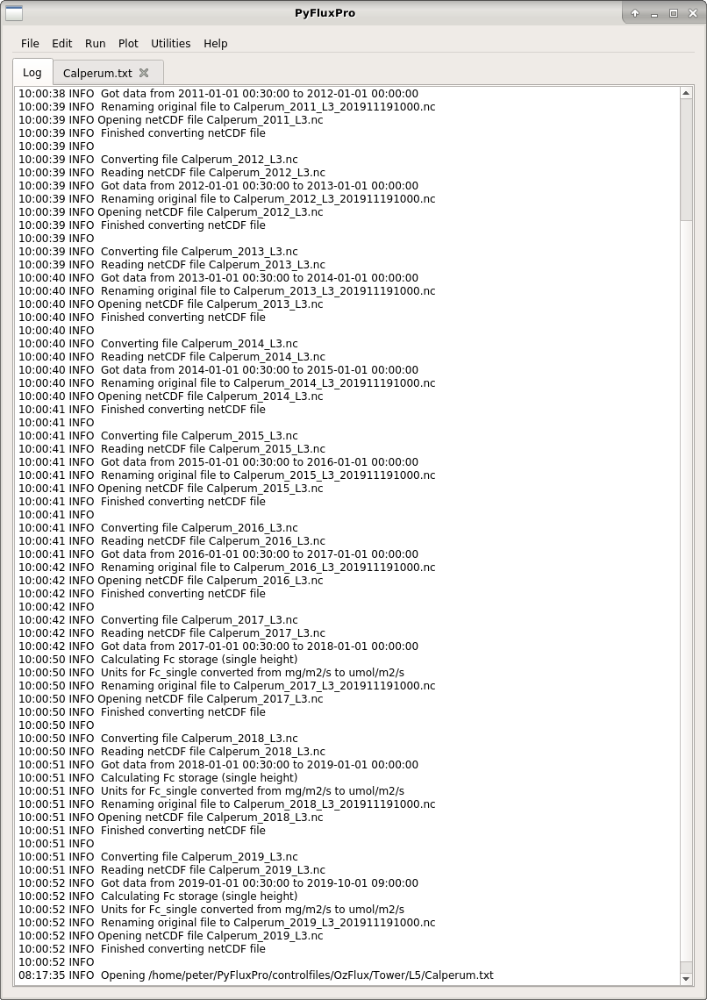 PyFluxPro
File Edit Run Plot Utilities Help
Log Calperum.txt
10:00:38 INFO Got data from 2011-01-01 00:30:00 to 2012-01-01 00:00:00
10:00:39 INFO Renaming original file to Calperum_2011_L3_201911191000.nc
10:00:39 INFO Opening netCDF file Calperum_2011_L3.nc
10:00:39 INFO Finished converting netCDF file
10:00:39 INFO
10:00:39 INFO Converting file Calperum_2012_L3.nc
10:00:39 INFO Reading netCDF file Calperum_2012_L3.nc
10:00:39 INFO Got data from 2012-01-01 00:30:00 to 2013-01-01 00:00:00
10:00:39 INFO Renaming original file to Calperum_2012_L3_201911191000.nc
10:00:39 INFO Opening netCDF file Calperum_2012_L3.nc
10:00:39 INFO Finished converting netCDF file
10:00:39 INFO
10:00:39 INFO Converting file Calperum_2013_L3.nc
10:00:39 INFO Reading netCDF file Calperum_2013_L3.nc
10:00:40 INFO Got data from 2013-01-01 00:30:00 to 2014-01-01 00:00:00
10:00:40 INFO Renaming original file to Calperum_2013_L3_201911191000.nc
10:00:40 INFO Opening netCDF file Calperum_2013_L3.nc
10:00:40 INFO Finished converting netCDF file
10:00:40 INFO
10:00:40 INFO Converting file Calperum_2014_L3.nc
10:00:40 INFO Reading netCDF file Calperum_2014_L3.nc
10:00:40 INFO Got data from 2014-01-01 00:30:00 to 2015-01-01 00:00:00
10:00:40 INFO Renaming original file to Calperum_2014_L3_201911191000.nc
10:00:40 INFO Opening netCDF file Calperum_2014_L3.nc
10:00:41 INFO Finished converting netCDF file
10:00:41 INFO
10:00:41 INFO Converting file Calperum_2015_L3.nc
10:00:41 INFO Reading netCDF file Calperum_2015_L3.nc
10:00:41 INFO Got data from 2015-01-01 00:30:00 to 2016-01-01 00:00:00
10:00:41 INFO Renaming original file to Calperum_2015_L3_201911191000.nc
10:00:41 INFO Opening netCDF file Calperum_2015_L3.nc
10:00:41 INFO Finished converting netCDF file
10:00:41 INFO
10:00:41 INFO Converting file Calperum_2016_L3.nc
10:00:41 INFO Reading netCDF file Calperum_2016_L3.nc
10:00:41 INFO Got data from 2016-01-01 00:30:00 to 2017-01-01 00:00:00
10:00:41 INFO Renaming original file to Calperum_2016_L3_201911191000.nc
10:00:42 INFO Opening netCDF file Calperum_2016_L3.nc
10:00:42 INFO Finished converting netCDF file
10:00:42 INFO
10:00:42 INFO Converting file Calperum_2017_L3.nc
10:00:42 INFO Reading netCDF file Calperum_2017_L3.nc
10:00:42 INFO Got data from 2017-01-01 00:30:00 to 2018-01-01 00:00:00
10:00:50 INFO Calculating Fc storage (single height)
10:00:50 INFO Units for Fc_single converted from mg/m2/s to umol/m2/s
10:00:50 INFO Renaming original file to Calperum_2017_L3_201911191000.nc
10:00:50 INFO Opening netCDF file Calperum_2017_L3.nc
10:00:50 INFO Finished converting netCDF file
10:00:50 INFO
10:00:50 INFO Converting file Calperum_2018_L3.nc
10:00:50 INFO Reading netCDF file Calperum_2018_L3.nc
10:00:51 INFO Got data from 2018-01-01 00:30:00 to 2019-01-01 00:00:00
10:00:51 INFO Calculating Fc storage (single height)
10:00:51 INFO Units for Fc_single converted from mg/m2/s to umol/m2/s
10:00:51 INFO Renaming original file to Calperum_2018_L3_201911191000.nc
10:00:51 INFO Opening netCDF file Calperum_2018_L3.nc
10:00:51 INFO Finished converting netCDF file
10:00:51 INFO
10:00:51 INFO Converting file Calperum_2019_L3.nc
10:00:51 INFO Reading netCDF file Calperum_2019_L3.nc
10:00:52 INFO Got data from 2019-01-01 00:30:00 to 2019-10-01 09:00:00
10:00:52 INFO Calculating Fc storage (single height)
10:00:52 INFO Units for Fc_single converted from mg/m2/s to umol/m2/s
10:00:52 INFO Renaming original file to Calperum_2019_L3_201911191000.nc
10:00:52 INFO Opening netCDF file Calperum_2019_L3.nc
10:00:52 INFO Finished converting netCDF file
10:00:52 INFO
08:17:35 INFO Opening /home/peter/PyFluxPro/controlfiles/OzFlux/Tower/L5/Calperum.txt